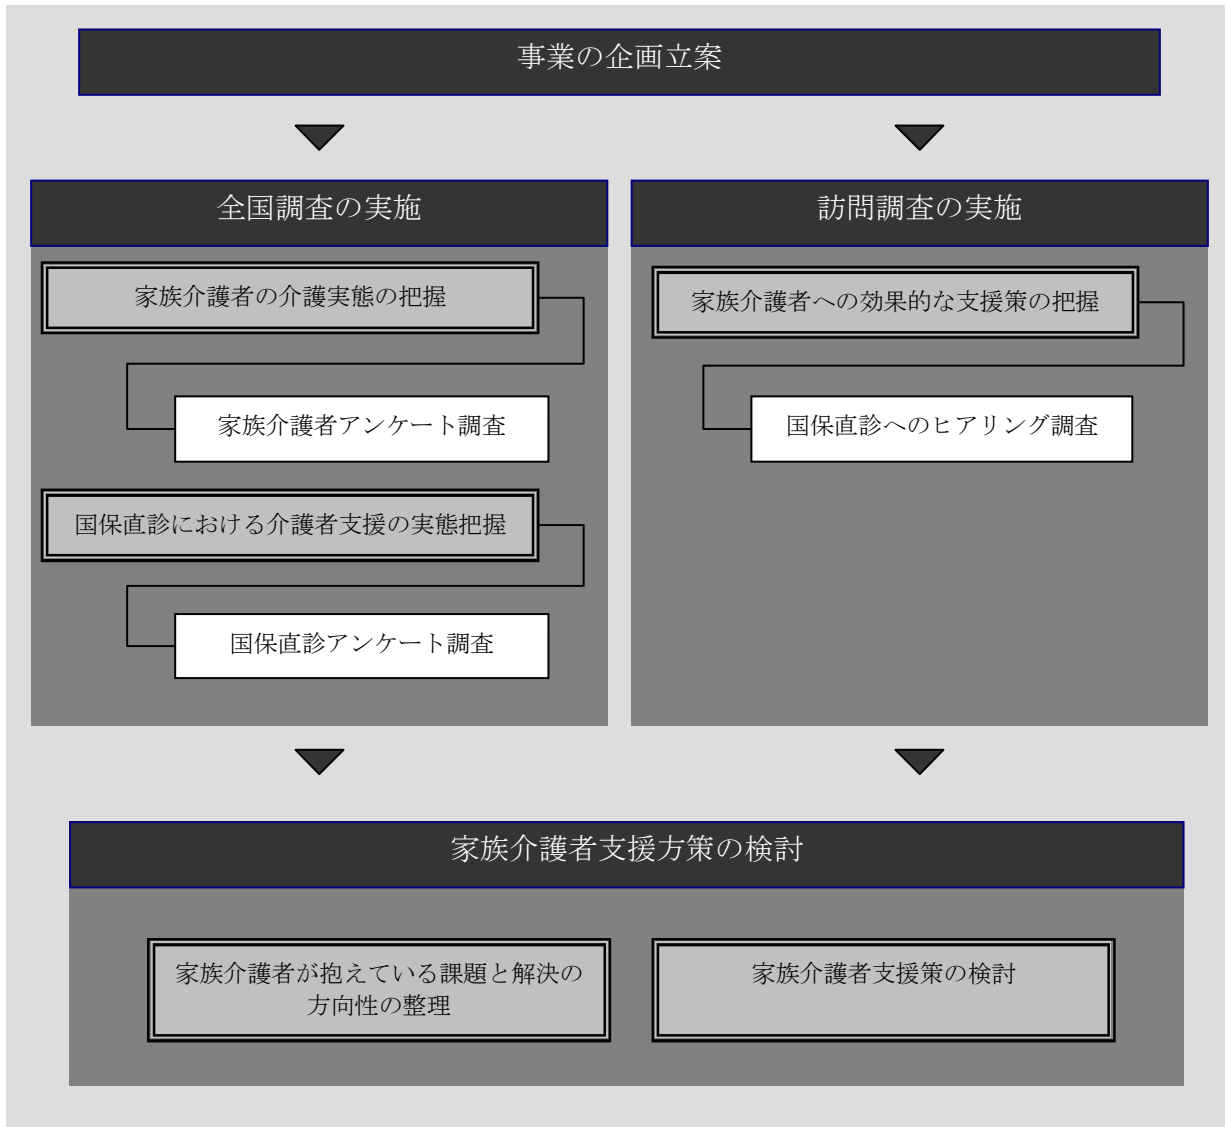 事業の企画立案
全国調査の実施
家族介護者の介護実態の把握
家族介護者アンケート調査
国保直診における介護者支援の実態把握
国保直診アンケート調査
訪問調査の実施
家族介護者への効果的な支援策の把握
国保直診へのヒアリング調査
家族介護者支援方策の検討
家族介護者が抱えている課題と解決の
方向性の整理
家族介護者支援策の検討